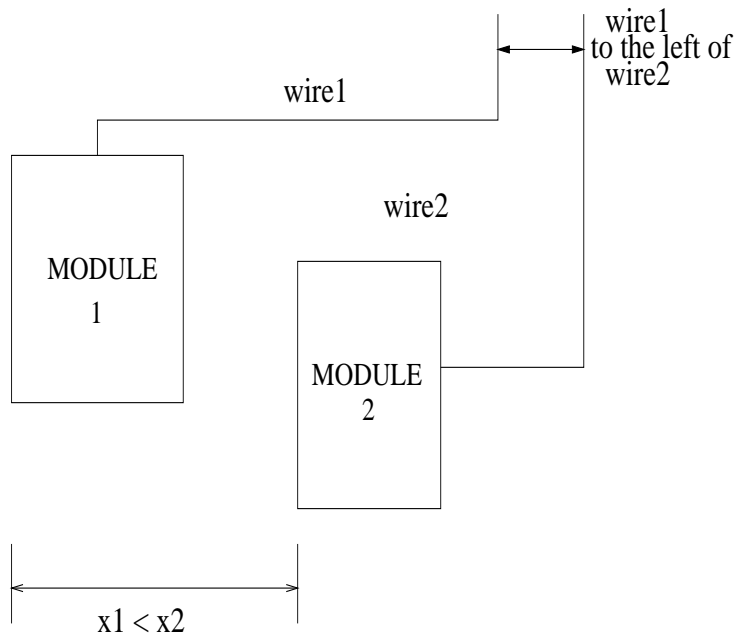 wire1
to the left of
wire2
wire1
wire2
MODULE
1
MODULE
2
x1 < x2